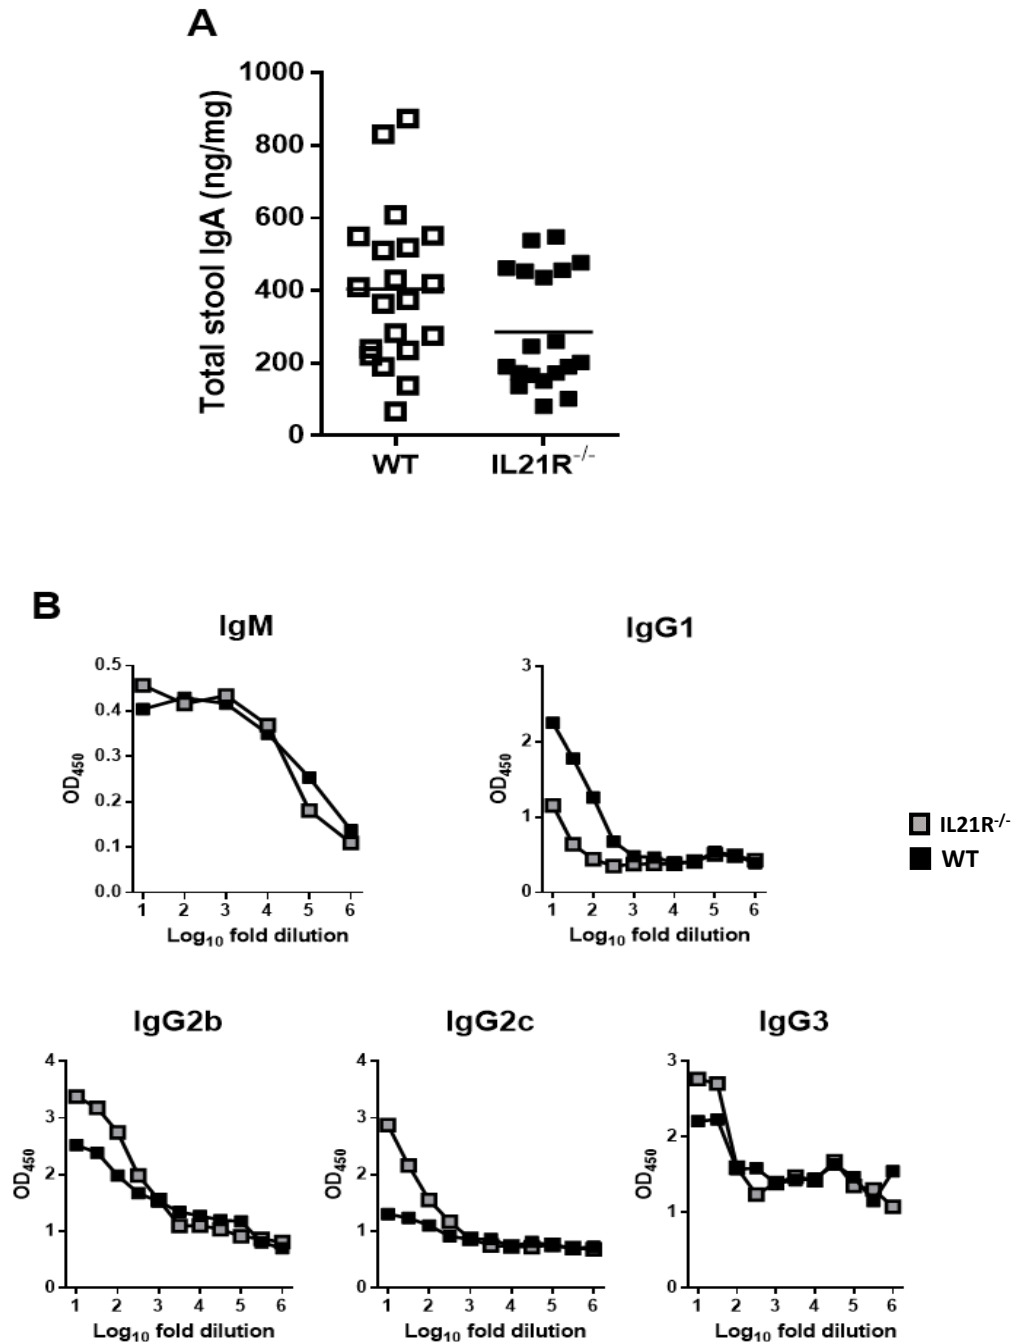 A
Total stool IgA (ng/mg)
1000
800
600
400
200
0
WT
IL21R-/-
B
IgM
OD450
0.5
0.4
0.3
0.2
0.1
0.0
1 2 3 4 5 6
Log10 fold dilution
IgG1
OD450
3
2
1
0
1 2 3 4 5 6
Log10 fold dilution
IL21R-/-
WT
IgG2b
OD450
4
3
2
1
0
1 2 3 4 5 6
Log10 fold dilution
IgG2c
OD450
4
3
2
1
0
1 2 3 4 5 6
Log10 fold dilution
IgG3
OD450
3
2
1
0
1 2 3 4 5 6
Log10 fold dilution